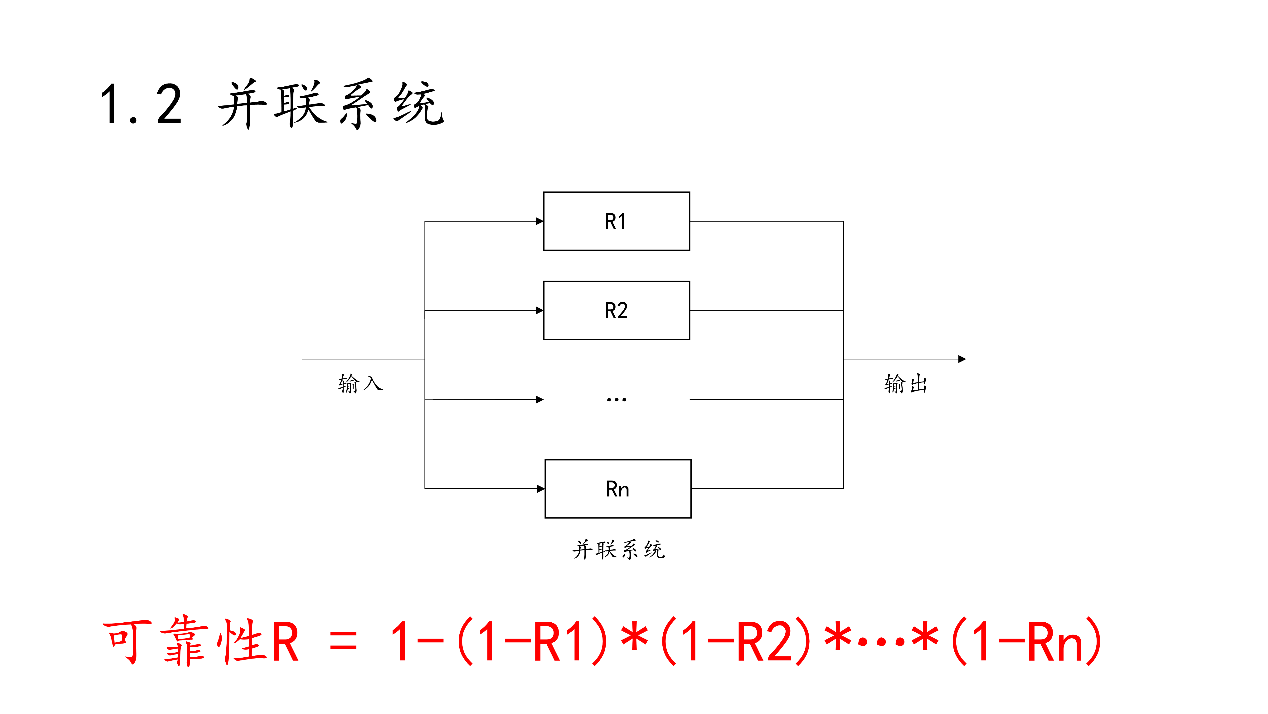 1.2 并联系统
R1
R2
输入
输出
…
Rn
并联系统
可靠性R = 1-(1-R1)*(1-R2)*…*(1-Rn)